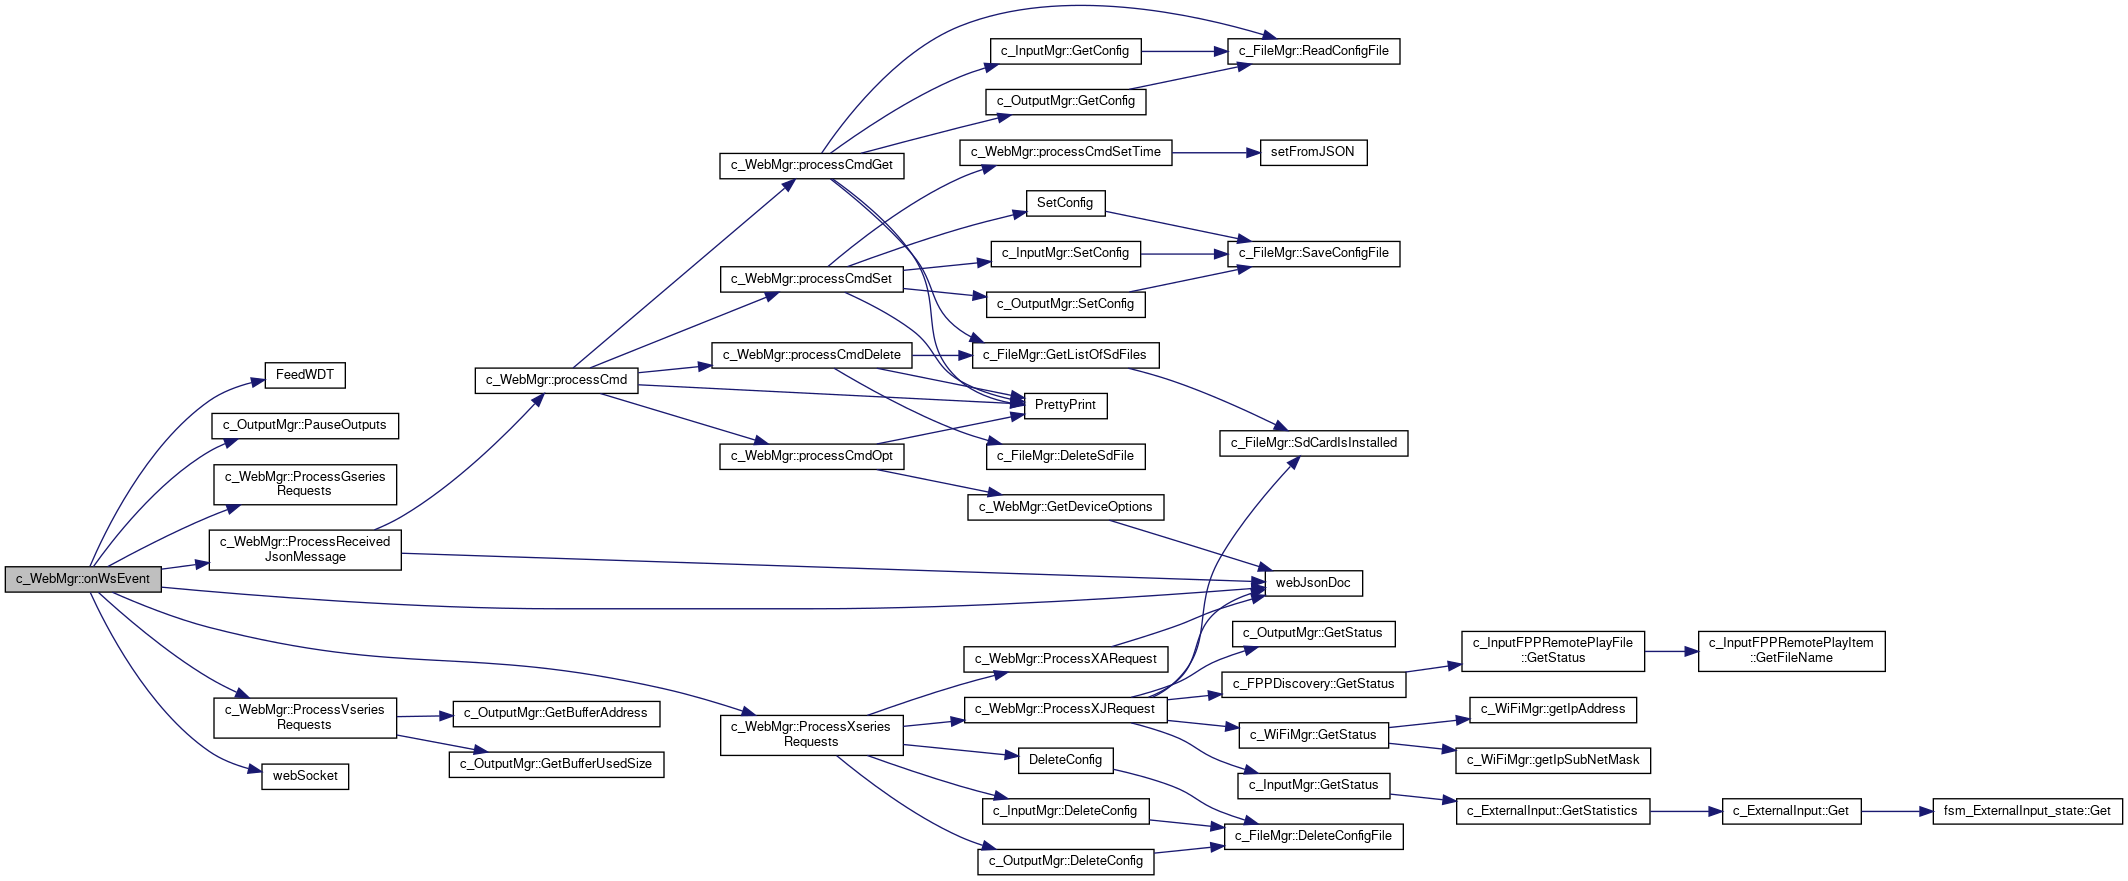 c_WebMgr::onWsEvent
FeedWDT
c_OutputMgr::PauseOutputs
c_WebMgr::ProcessGseries
Requests
c_WebMgr::ProcessReceived
JsonMessage
c_WebMgr::ProcessVseries
Requests
webSocket
c_WebMgr::processCmd
c_OutputMgr::GetBufferAddress
c_OutputMgr::GetBufferUsedSize
c_WebMgr::processCmdGet
c_WebMgr::processCmdSet
c_WebMgr::processCmdDelete
c_WebMgr::processCmdOpt
c_WebMgr::ProcessXseries
Requests
c_InputMgr::GetConfig
c_OutputMgr::GetConfig
c_WebMgr::processCmdSetTime
SetConfig
c_InputMgr::SetConfig
c_OutputMgr::SetConfig
c_FileMgr::GetListOfSdFiles
PrettyPrint
c_FileMgr::DeleteSdFile
c_WebMgr::GetDeviceOptions
c_WebMgr::ProcessXARequest
c_WebMgr::ProcessXJRequest
DeleteConfig
c_InputMgr::DeleteConfig
c_OutputMgr::DeleteConfig
c_FileMgr::ReadConfigFile
setFromJSON
c_FileMgr::SaveConfigFile
c_FileMgr::SdCardIsInstalled
webJsonDoc
c_OutputMgr::GetStatus
c_FPPDiscovery::GetStatus
c_WiFiMgr::GetStatus
c_InputMgr::GetStatus
c_FileMgr::DeleteConfigFile
c_InputFPPRemotePlayFile
::GetStatus
c_WiFiMgr::getIpAddress
c_WiFiMgr::getIpSubNetMask
c_ExternalInput::GetStatistics
c_InputFPPRemotePlayItem
::GetFileName
c_ExternalInput::Get
fsm_ExternalInput_state::Get